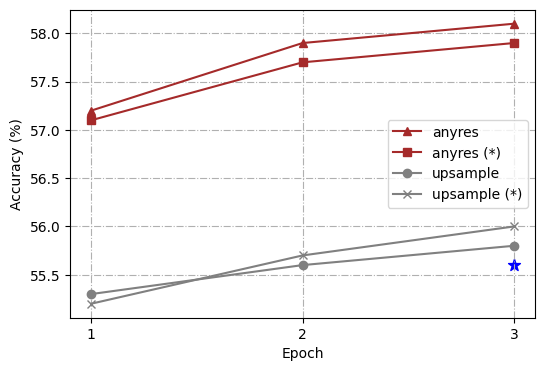 58.0
57.5
57.0
56.5
56.0
55.5
Accuracy (%)
anyres
anyres (*)
upsample
upsample (*)
1
2
3
Epoch